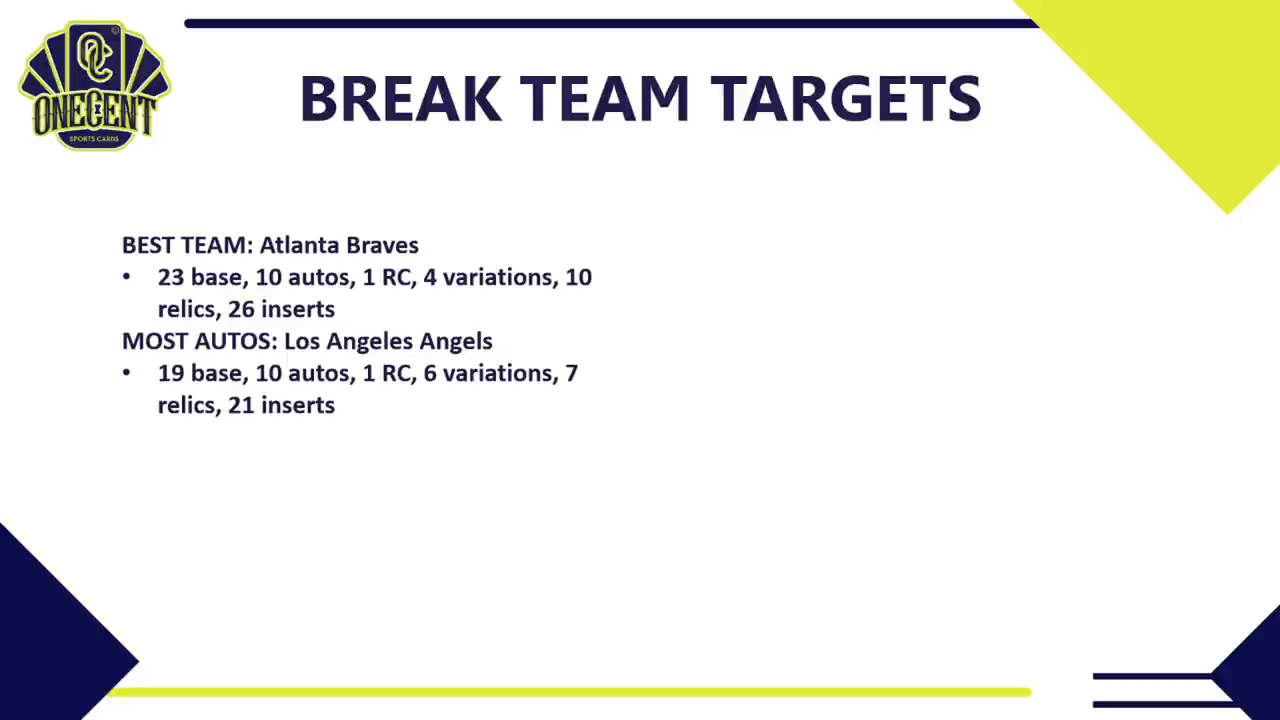 OC
ONECENT
SPORTS CARDS
BREAK TEAM TARGETS
BEST TEAM: Atlanta Braves
• 23 base, 10 autos, 1 RC, 4 variations, 10
relics, 26 inserts
MOST AUTOS: Los Angeles Angels
• 19 base, 10 autos, 1 RC, 6 variations, 7
relics, 21 inserts